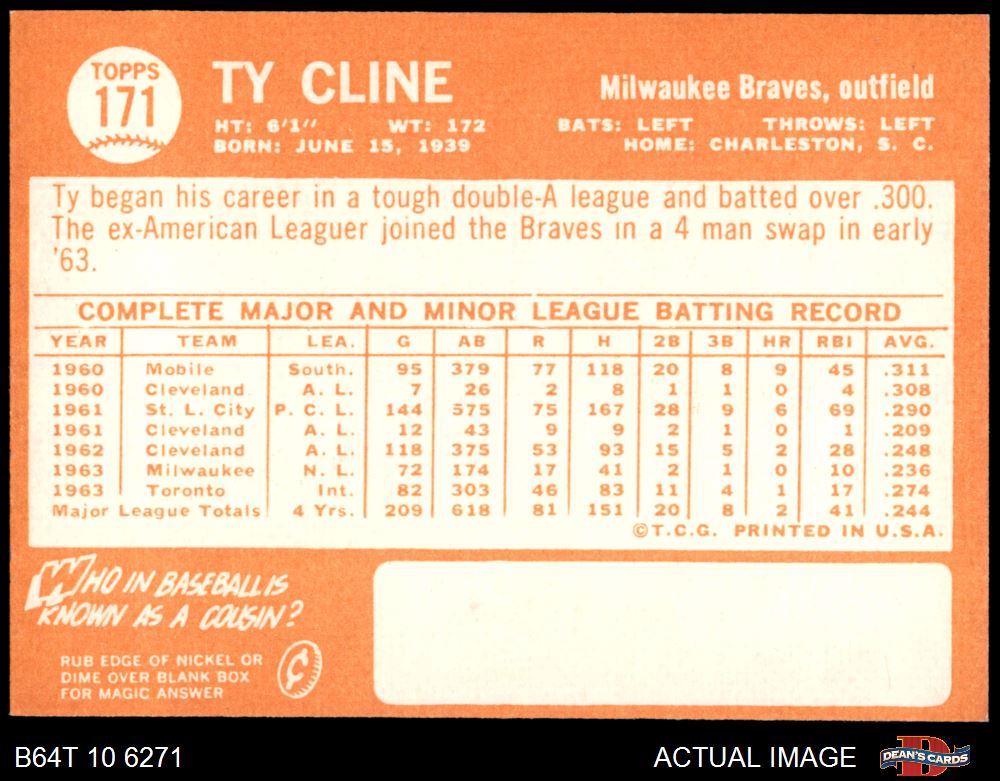 TOPPS
171
TY CLINE
Milwaukee Braves, outfield
HT: 6'1" WT: 172 BATS: LEFT THROWS: LEFT
BORN: JUNE 15, 1939 HOME: CHARLESTON, S. C.
Ty began his career in a tough double-A league and batted over .300.
The ex-American Leaguer joined the Braves in a 4 man swap in early
'63.
COMPLETE MAJOR AND MINOR LEAGUE BATTING RECORD
YEAR TEAM LEA. G AB R H 2B 3B HR RBI AVG.
1960 Mobile South. 95 379 77 118 20 8 9 45 .311
1960 Cleveland A. L. 7 26 2 8 1 1 0 4 .308
1961 St. L. City P. C. L. 144 575 75 167 28 9 6 69 .290
1961 Cleveland A. L. 12 43 9 9 2 1 0 1 .209
1962 Cleveland A. L. 118 375 53 93 15 5 2 28 .248
1963 Milwaukee N. L. 72 174 17 41 2 1 0 10 .236
1963 Toronto Int. 82 303 46 83 11 4 1 17 .274
Major League Totals 4 Yrs. 209 618 81 151 20 8 2 41 .244
©T.C.G. PRINTED IN U.S.A.
WHO IN BASEBALL IS
KNOWN AS A COUSIN?
RUB EDGE OF NICKEL OR
DIME OVER BLANK BOX
FOR MAGIC ANSWER
¢
B64T 10 6271
ACTUAL IMAGE
DEAN'S CARDS